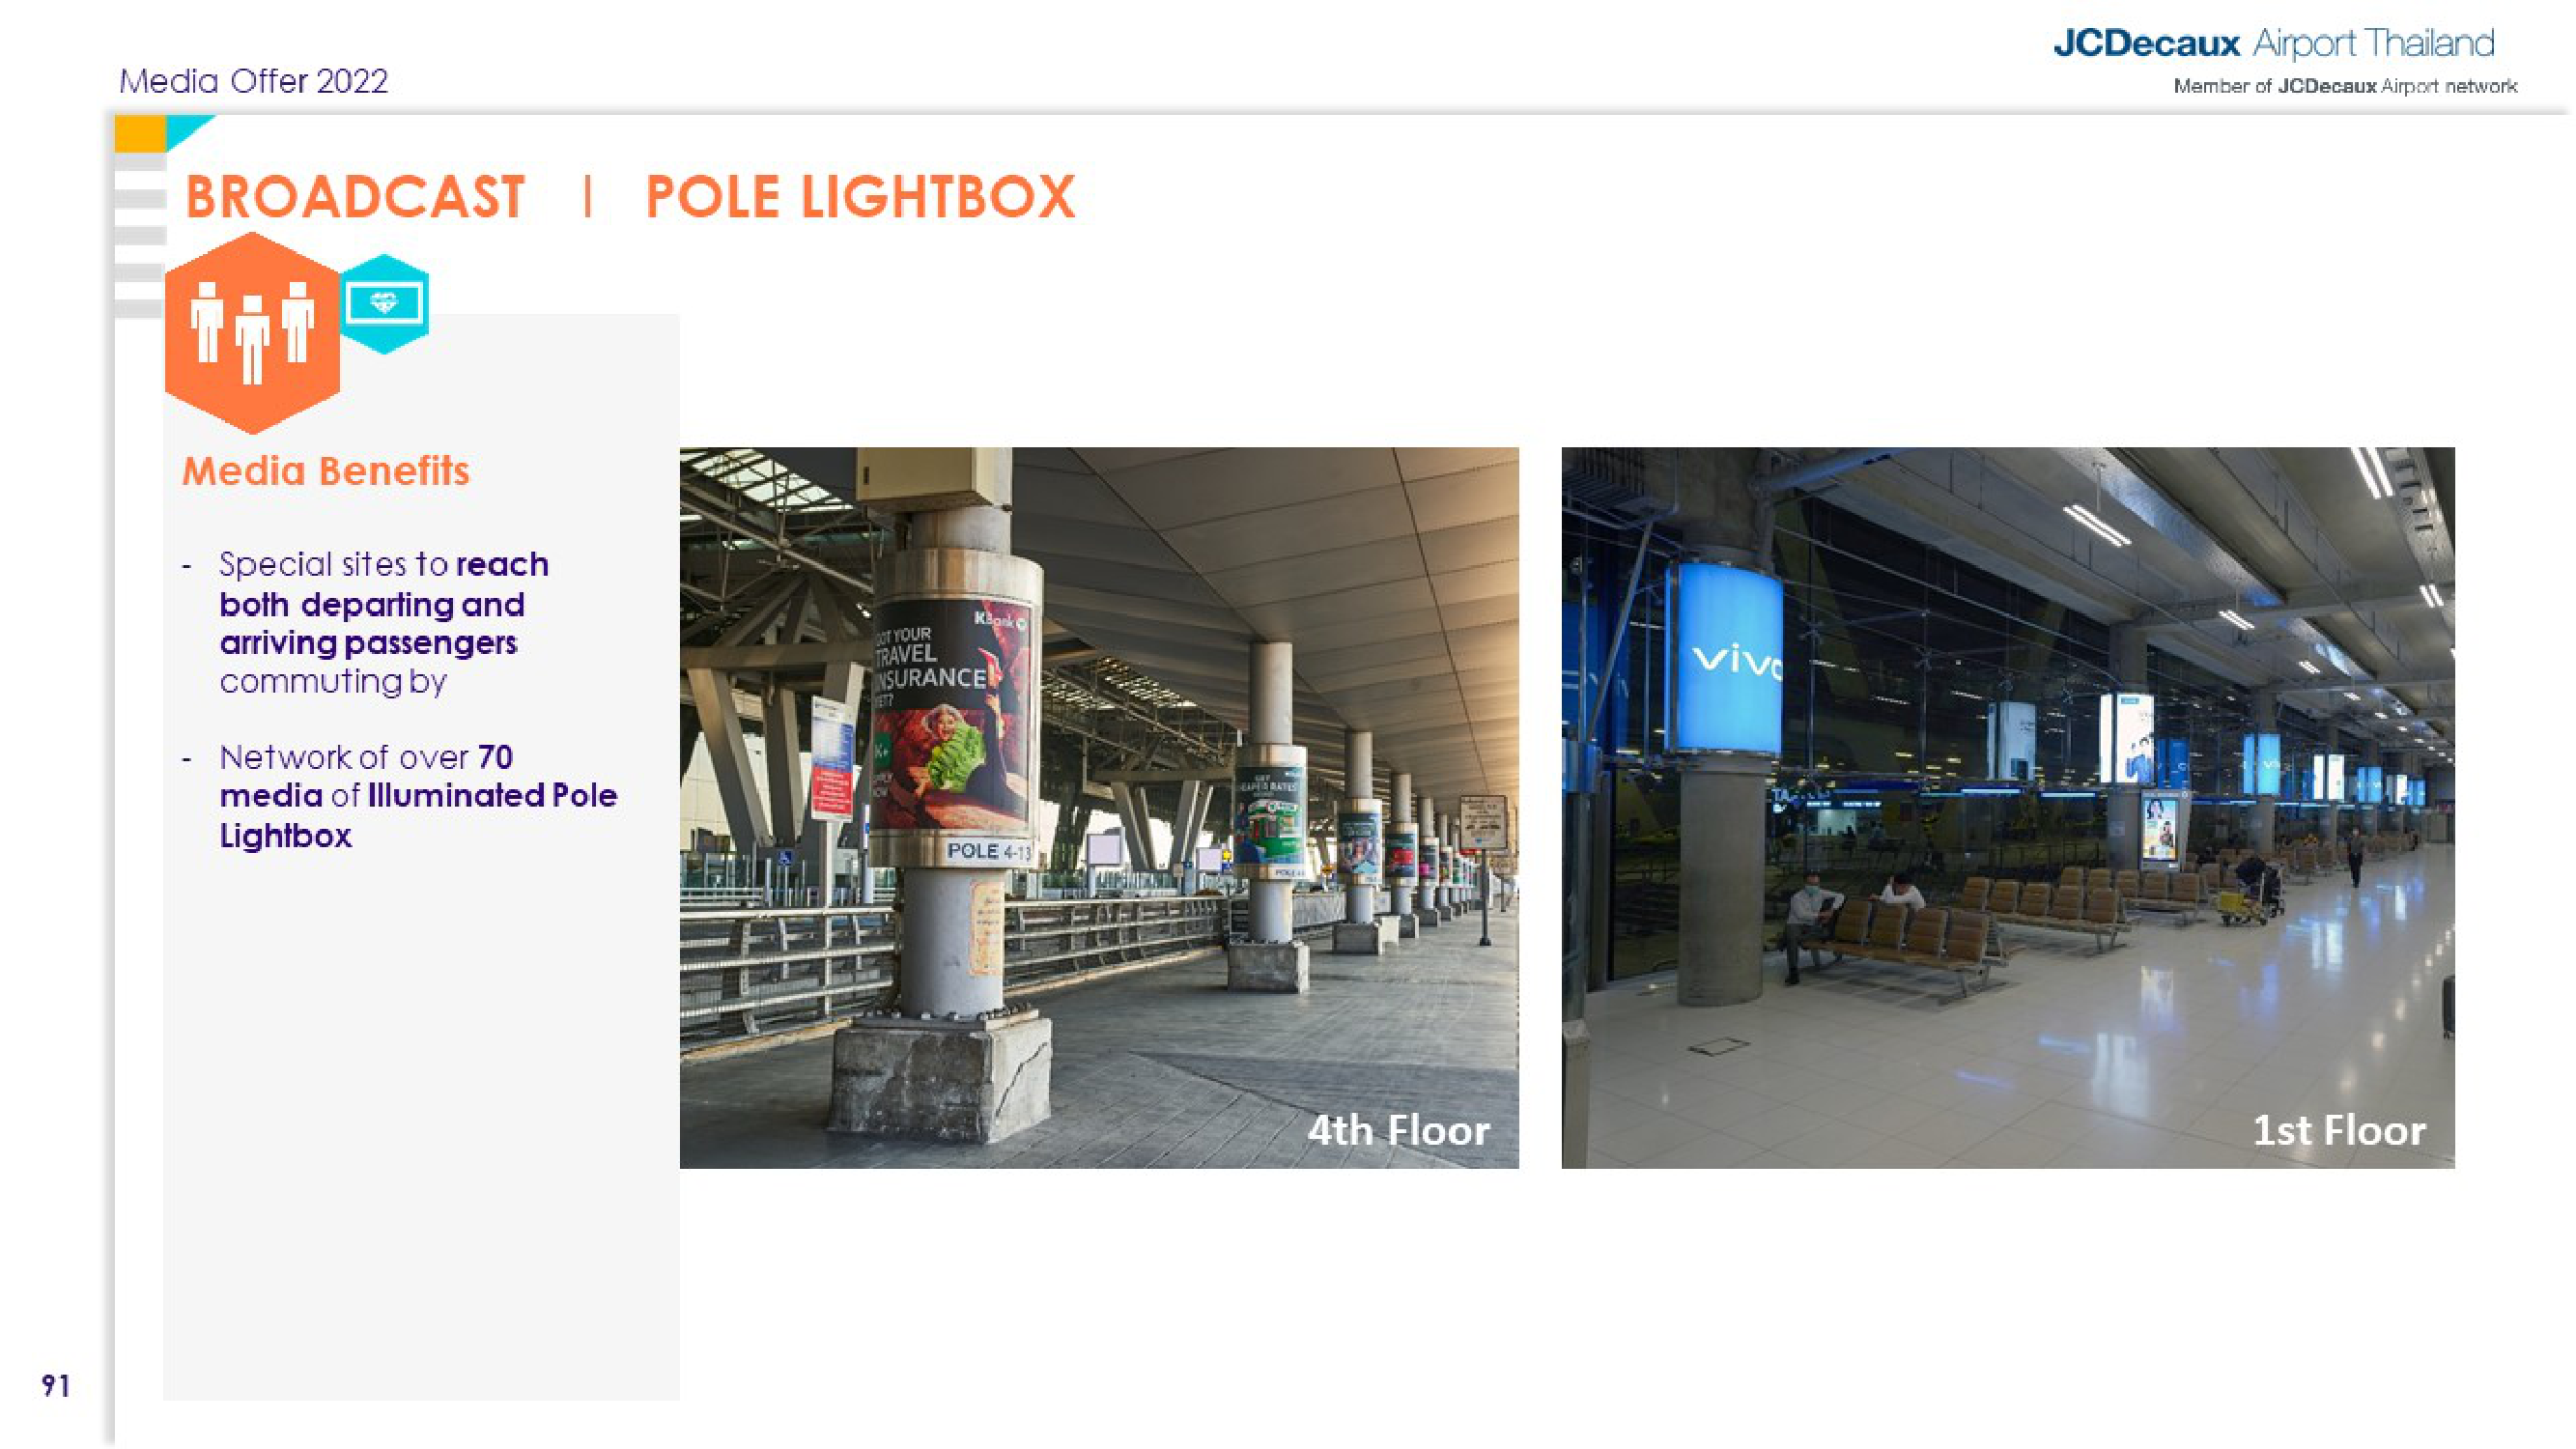 Media Offer 2022
JCDecaux Airport Thailand
Member of JCDecaux Airport network
BROADCAST | POLE LIGHTBOX
Media Benefits
- Special sites to reach
both departing and
arriving passengers
commuting by
- Network of over 70
media of Illuminated Pole
Lightbox
KBank
GOT YOUR
TRAVEL
INSURANCE
YET?
K+
APPLY
NOW
POLE 4-13
4th Floor
vivo
1st Floor
91